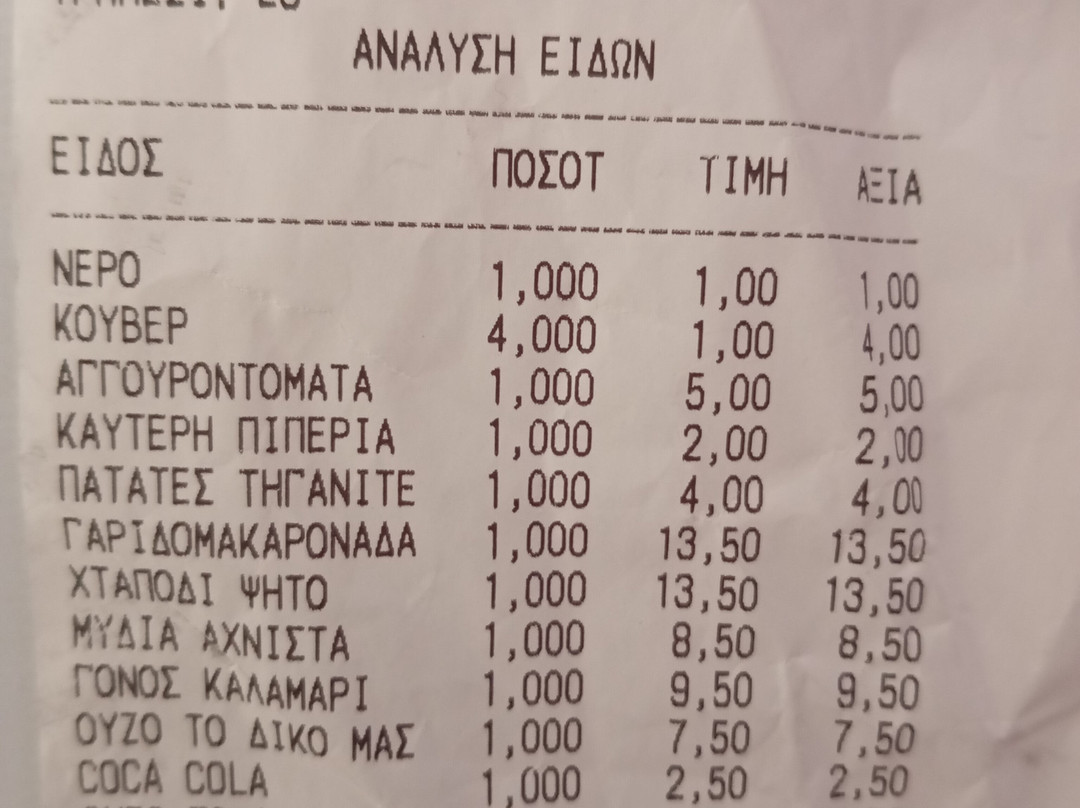 ΑΝΑΛΥΣΗ ΕΙΔΩΝ
ΕΙΔΟΣ ΠΟΣΟΤ ΤΙΜΗ ΑΞΙΑ
ΝΕΡΟ 1,000 1,00 1,00
ΚΟΥΒΕΡ 4,000 1,00 4,00
ΑΓΓΟΥΡΟΝΤΟΜΑΤΑ 1,000 5,00 5,00
ΚΑΥΤΕΡΗ ΠΙΠΕΡΙΑ 1,000 2,00 2,00
ΠΑΤΑΤΕΣ ΤΗΓΑΝΙΤΕ 1,000 4,00 4,00
ΓΑΡΙΔΟΜΑΚΑΡΟΝΑΔΑ 1,000 13,50 13,50
ΧΤΑΠΟΔΙ ΨΗΤΟ 1,000 13,50 13,50
ΜΥΔΙΑ ΑΧΝΙΣΤΑ 1,000 8,50 8,50
ΓΟΝΟΣ ΚΑΛΑΜΑΡΙ 1,000 9,50 9,50
ΟΥΖΟ ΤΟ ΔΙΚΟ ΜΑΣ 1,000 7,50 7,50
COCA COLA 1,000 2,50 2,50